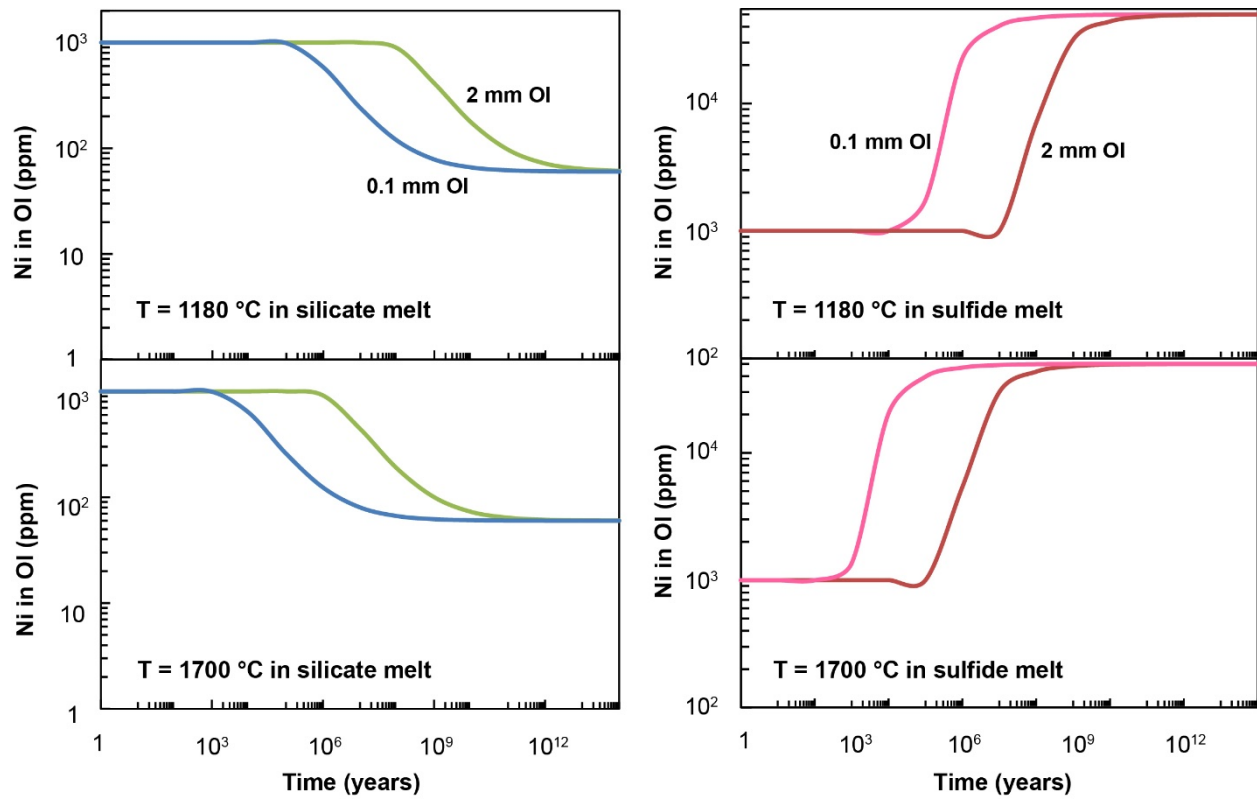 Ni in Ol (ppm)
10³
10²
10
1
2 mm Ol
0.1 mm Ol
T = 1180 °C in silicate melt
Ni in Ol (ppm)
10⁴
10³
10²
0.1 mm Ol
2 mm Ol
T = 1180 °C in sulfide melt
Ni in Ol (ppm)
10³
10²
10
1
T = 1700 °C in silicate melt
1 10³ 10⁶ 10⁹ 10¹²
Time (years)
Ni in Ol (ppm)
10⁴
10³
10²
T = 1700 °C in sulfide melt
1 10³ 10⁶ 10⁹ 10¹²
Time (years)